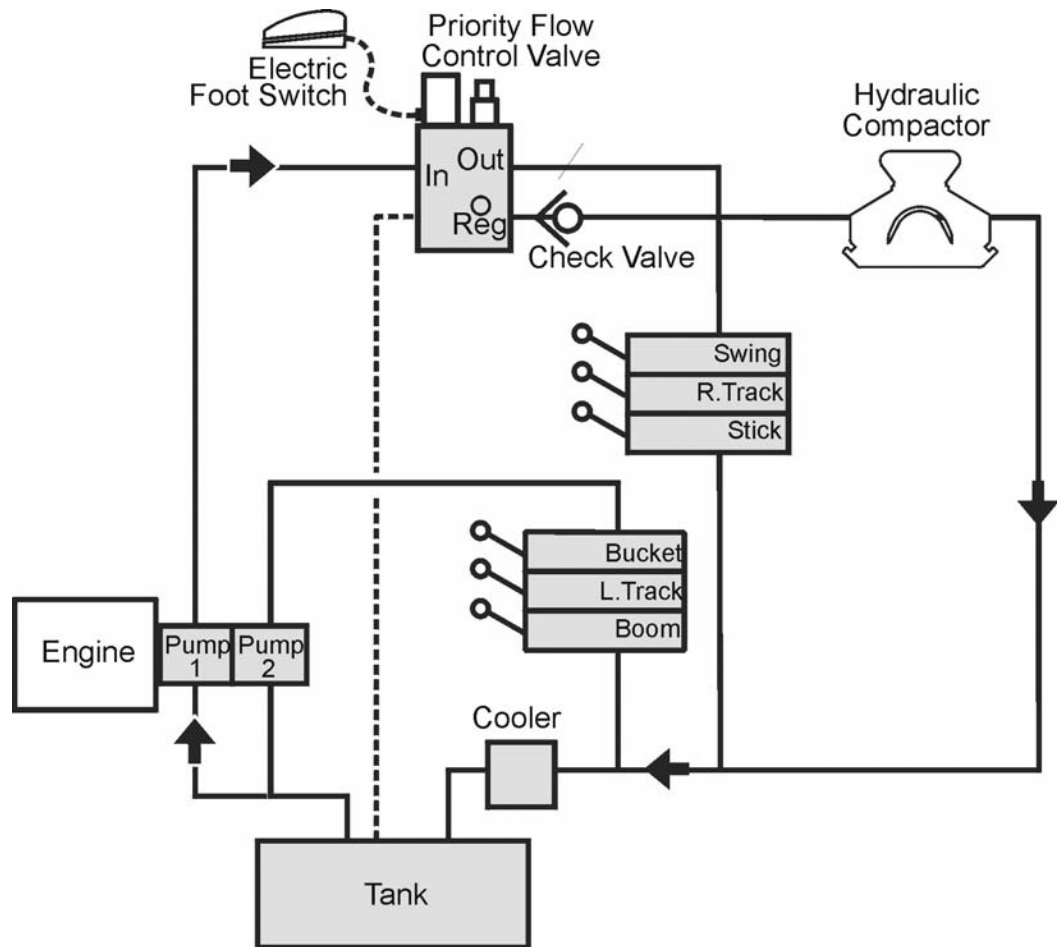 Priority Flow
Control Valve
Electric
Foot Switch
Hydraulic
Compactor
In
Out
Reg
Check Valve
Swing
R.Track
Stick
Bucket
L.Track
Boom
Engine
Pump
1
Pump
2
Cooler
Tank